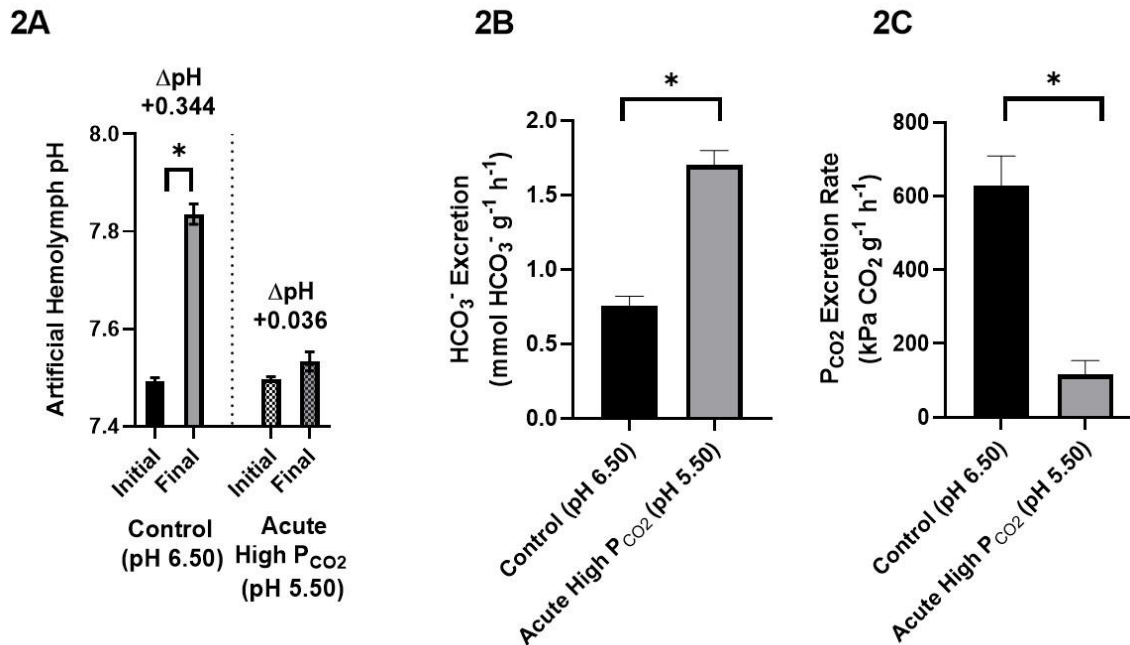 2A
ΔpH
+0.344
*
ΔpH
+0.036
Artificial Hemolymph pH
8.0
7.8
7.6
7.4
Initial
Final
Initial
Final
Control
(pH 6.50)
Acute
High P_CO2
(pH 5.50)
2B
*
HCO₃⁻ Excretion
(mmol HCO₃⁻ g⁻¹ h⁻¹)
2.0
1.5
1.0
0.5
0.0
Control (pH 6.50)
Acute High P_CO2 (pH 5.50)
2C
*
P_CO2 Excretion Rate
(kPa CO₂ g⁻¹ h⁻¹)
800
600
400
200
0
Control (pH 6.50)
Acute High P_CO2 (pH 5.50)